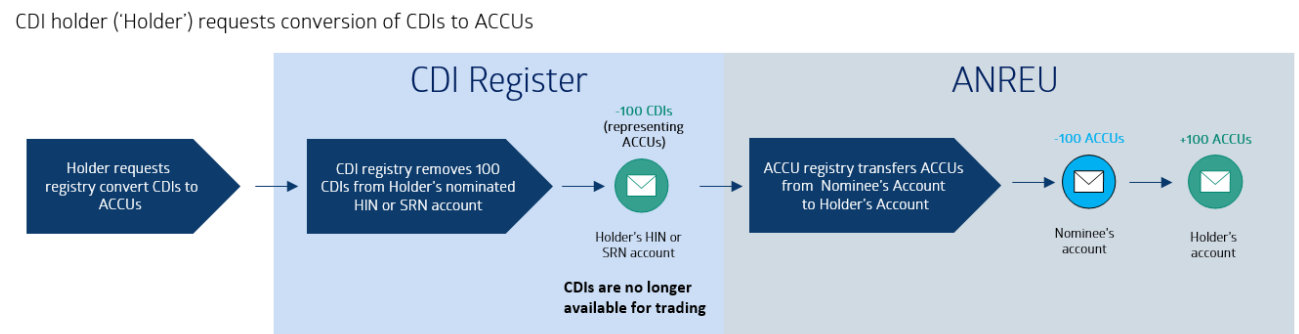 CDI holder (‘Holder’) requests conversion of CDIs to ACCUs
CDI Register
ANREU
Holder requests
registry convert CDIs to
ACCUs
CDI registry removes 100
CDIs from Holder’s nominated
HIN or SRN account
-100 CDIs
(representing
ACCUs)
Holder’s HIN or
SRN account
CDIs are no longer
available for trading
ACCU registry transfers ACCUs
from Nominee’s Account
to Holder’s Account
-100 ACCUs
Nominee’s
account
+100 ACCUs
Holder’s
account